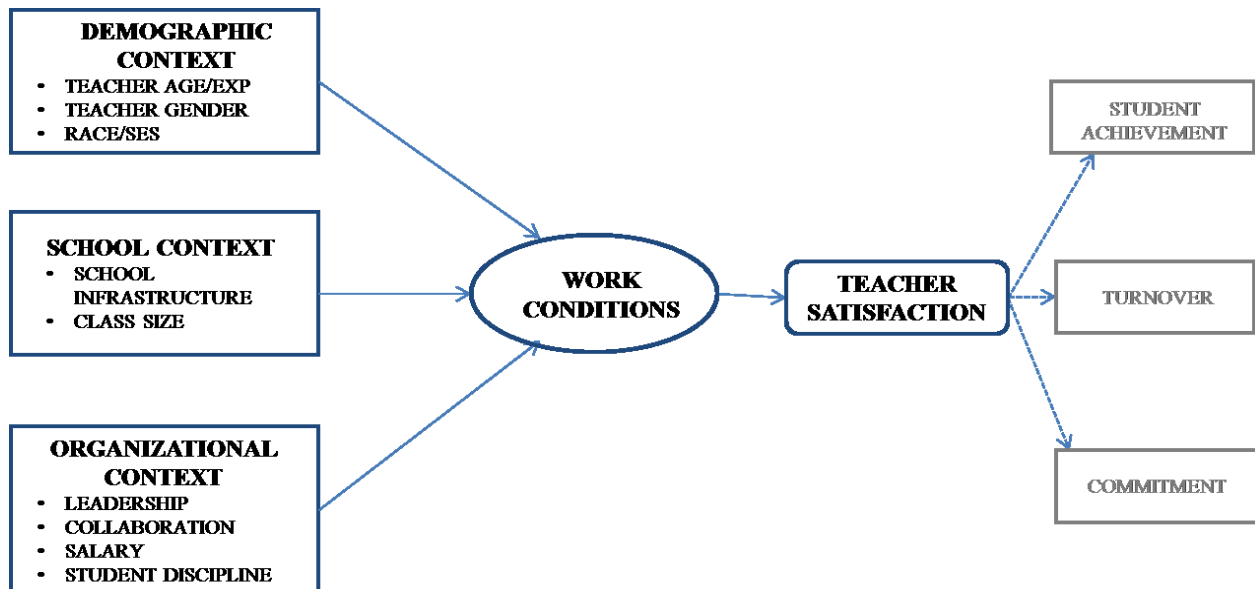 DEMOGRAPHIC
CONTEXT
• TEACHER AGE/EXP
• TEACHER GENDER
• RACE/SES
SCHOOL CONTEXT
• SCHOOL
INFRASTRUCTURE
• CLASS SIZE
ORGANIZATIONAL
CONTEXT
• LEADERSHIP
• COLLABORATION
• SALARY
• STUDENT DISCIPLINE
WORK
CONDITIONS
TEACHER
SATISFACTION
STUDENT
ACHIEVEMENT
TURNOVER
COMMITMENT